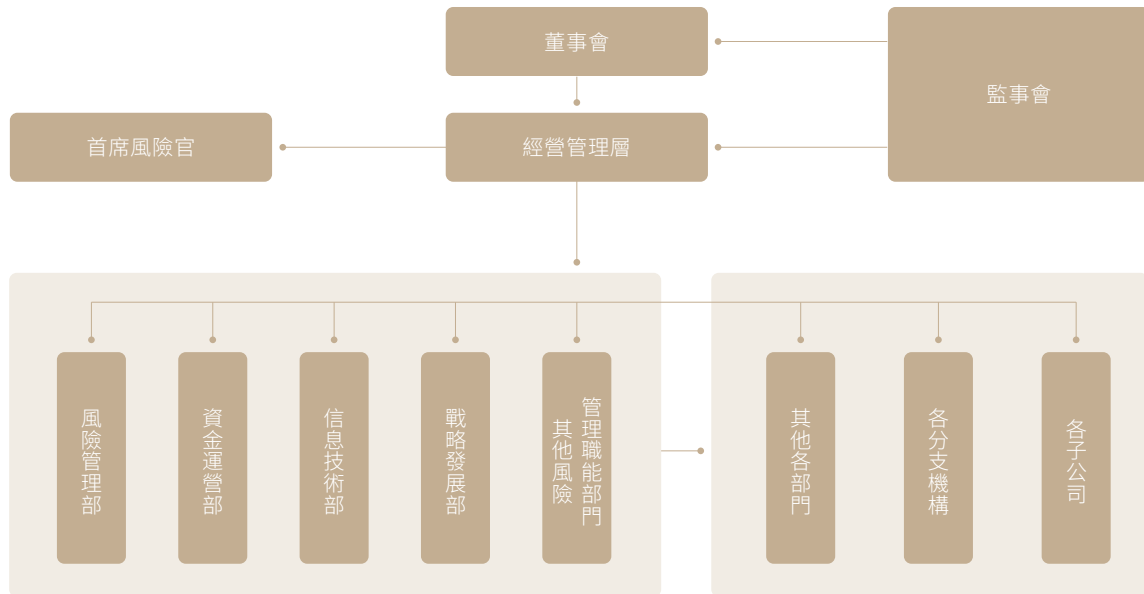 董事會
監事會
首席風險官
經營管理層
風險管理部
資金運營部
信息技術部
戰略發展部
其他風險
管理職能部門
其他各部門
各分支機構
各子公司